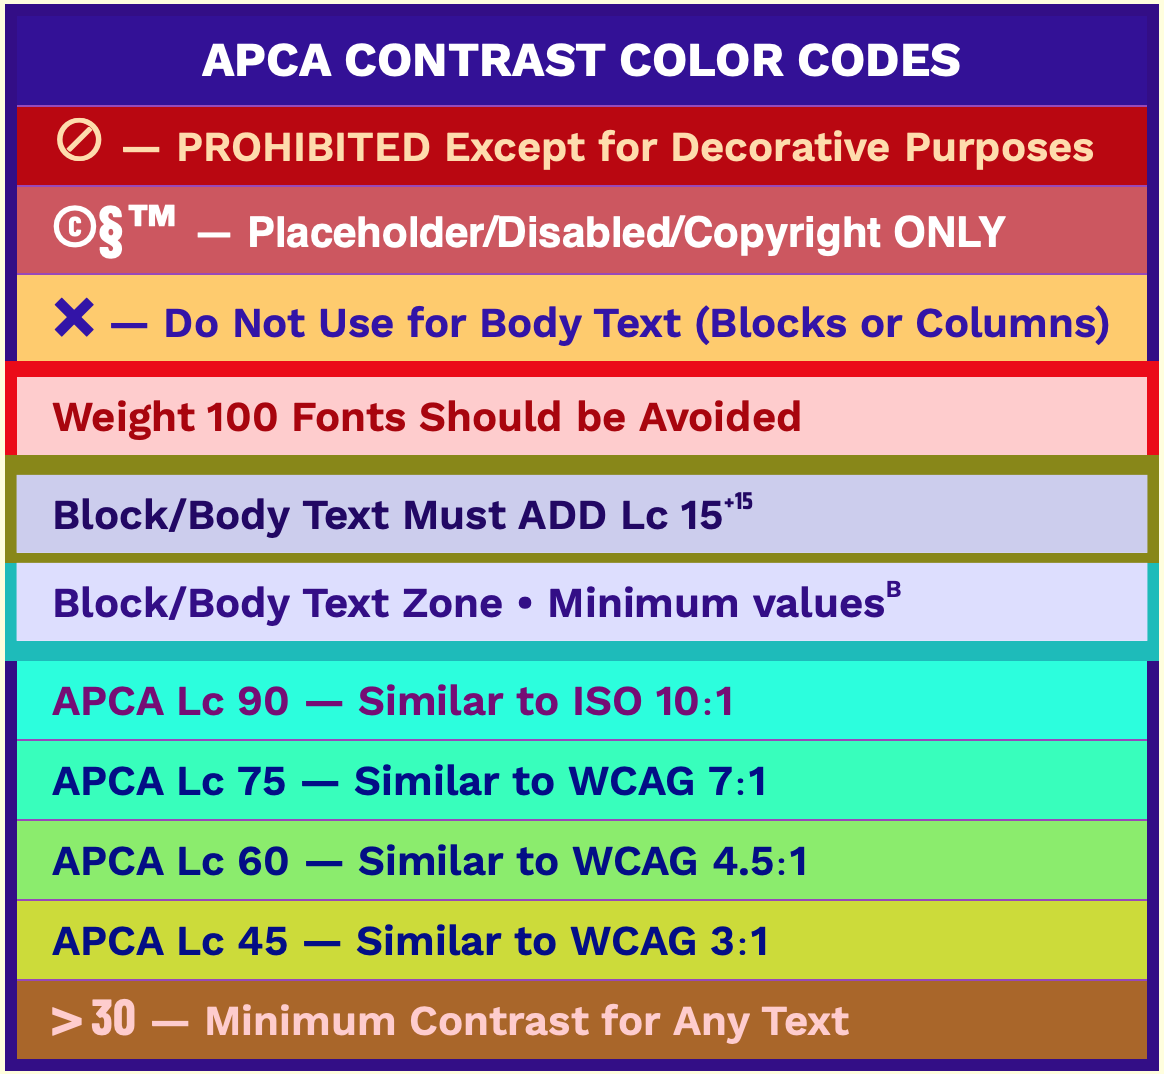 APCA CONTRAST COLOR CODES
⊘ — PROHIBITED Except for Decorative Purposes
©§™ — Placeholder/Disabled/Copyright ONLY
× — Do Not Use for Body Text (Blocks or Columns)
Weight 100 Fonts Should be Avoided
Block/Body Text Must ADD Lc 15⁺¹⁵
Block/Body Text Zone • Minimum valuesᴮ
APCA Lc 90 — Similar to ISO 10:1
APCA Lc 75 — Similar to WCAG 7:1
APCA Lc 60 — Similar to WCAG 4.5:1
APCA Lc 45 — Similar to WCAG 3:1
> 30 — Minimum Contrast for Any Text